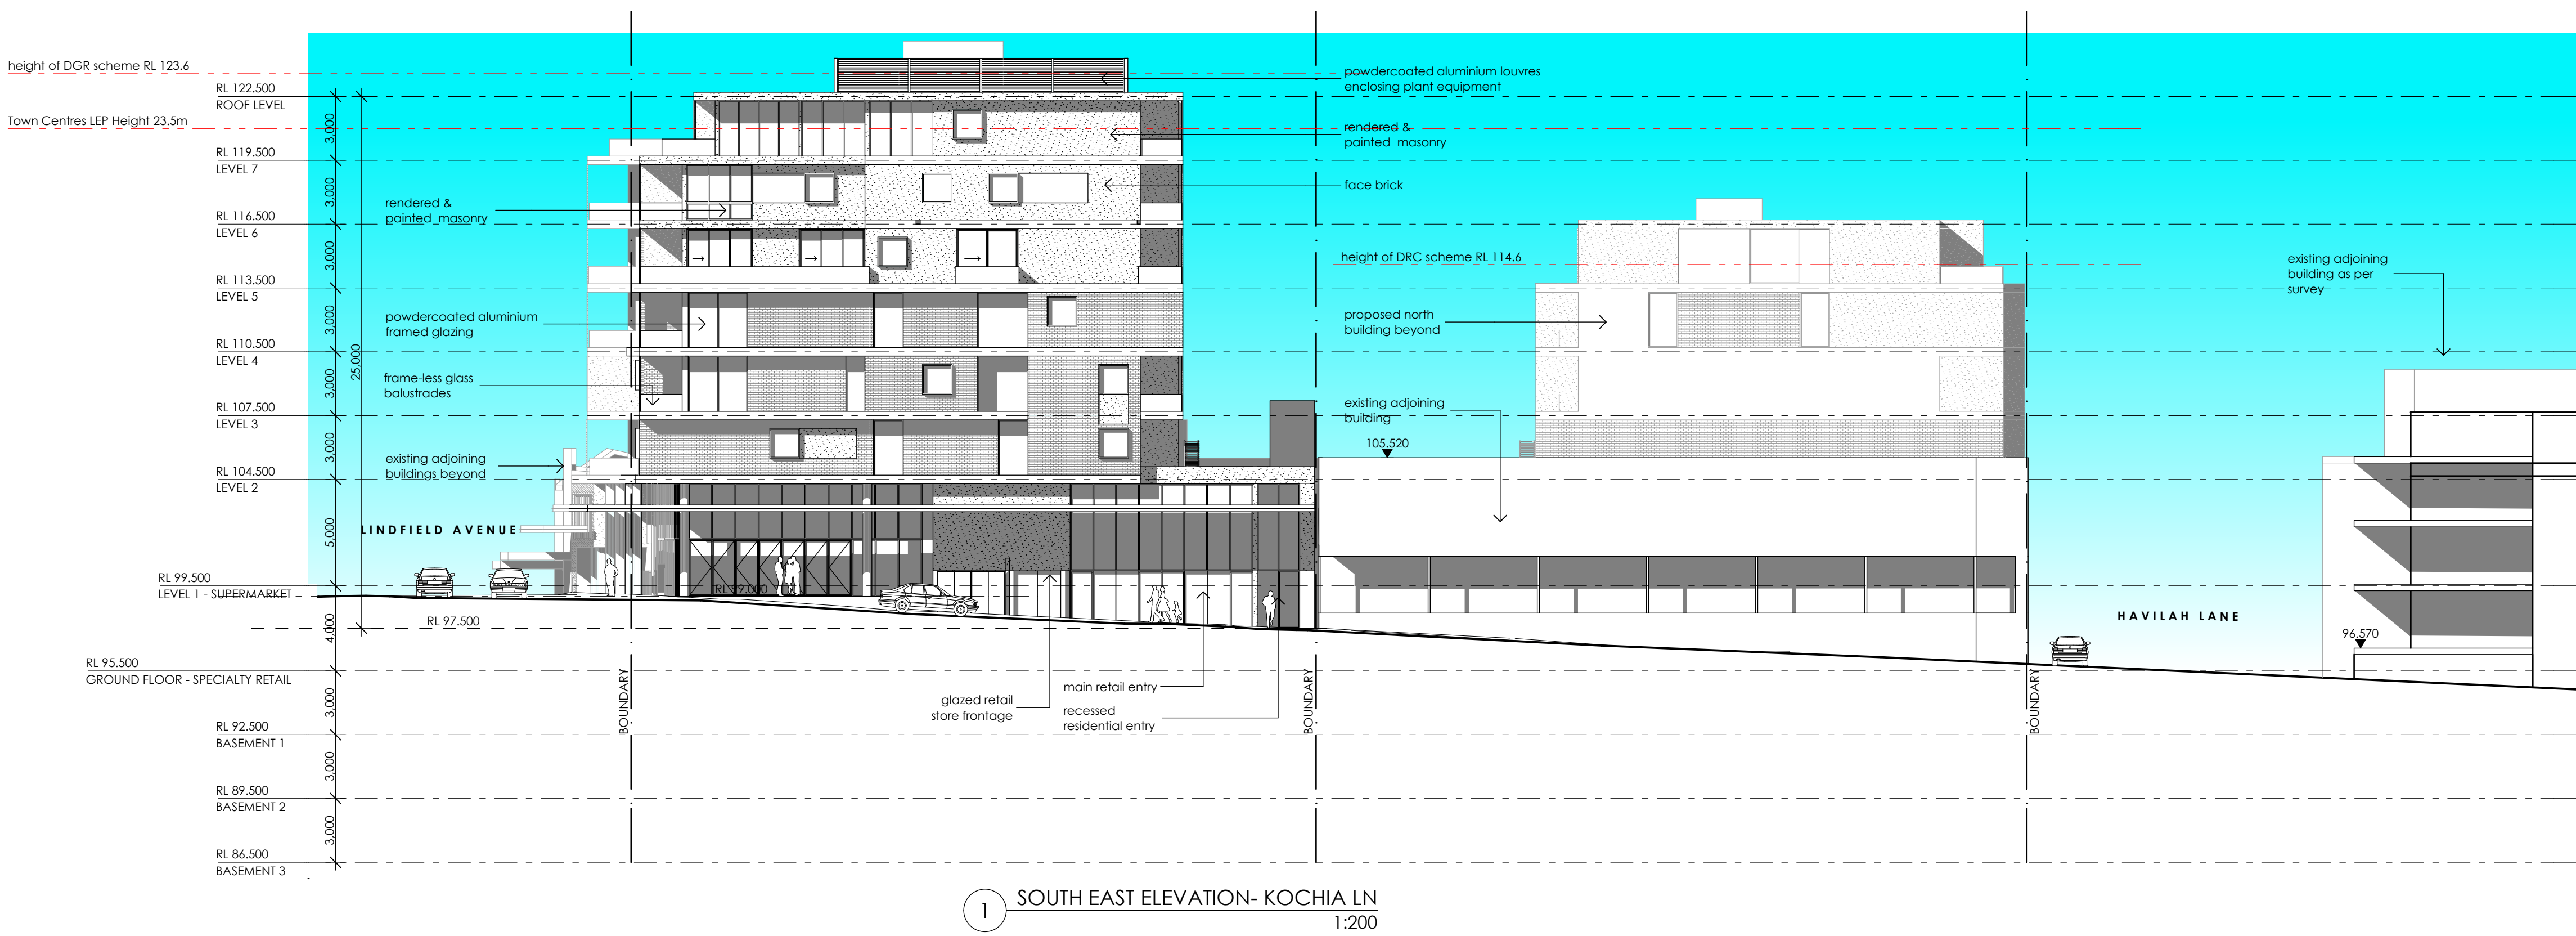 height of DGR scheme RL 123.6
RL 122.500
ROOF LEVEL
Town Centres LEP Height 23.5m
RL 119.500
LEVEL 7
RL 116.500
LEVEL 6
RL 113.500
LEVEL 5
RL 110.500
LEVEL 4
RL 107.500
LEVEL 3
RL 104.500
LEVEL 2
RL 99.500
LEVEL 1 - SUPERMARKET
RL 97.500
RL 95.500
GROUND FLOOR - SPECIALTY RETAIL
RL 92.500
BASEMENT 1
RL 89.500
BASEMENT 2
RL 86.500
BASEMENT 3
3,000
3,000
3,000
3,000
3,000
3,000
5,000
4,000
3,000
3,000
3,000
25,000
rendered &
painted masonry
powdercoated aluminium
framed glazing
frame-less glass
balustrades
existing adjoining
buildings beyond
LINDFIELD AVENUE
RL 99.000
BOUNDARY
glazed retail
store frontage
main retail entry
recessed
residential entry
BOUNDARY
powdercoated aluminium louvres
enclosing plant equipment
rendered &
painted masonry
face brick
height of DRC scheme RL 114.6
proposed north
building beyond
existing adjoining
building
105.520
existing adjoining
building as per
survey
HAVILAH LANE
96.570
BOUNDARY
1
SOUTH EAST ELEVATION- KOCHIA LN
1:200